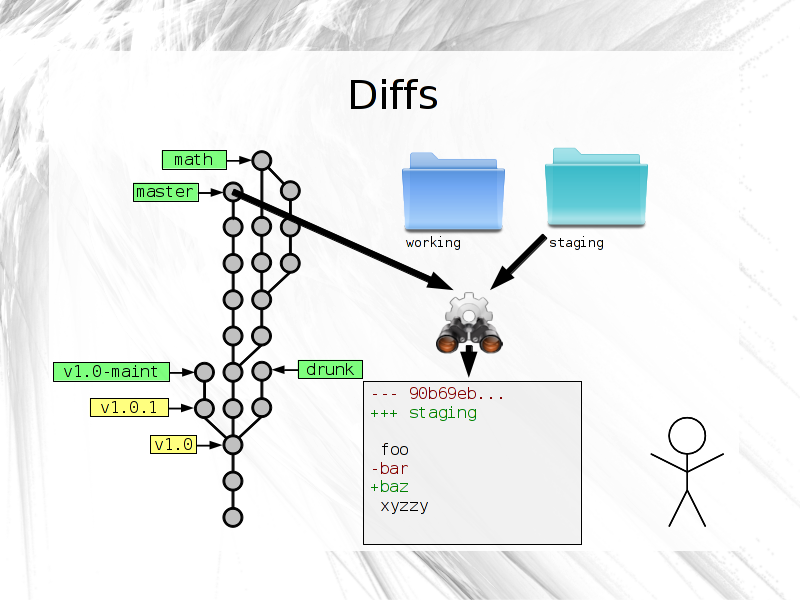 Diffs
math
master
working
staging
v1.0-maint
drunk
v1.0.1
v1.0
--- 90b69eb...
+++ staging
foo
-bar
+baz
xyzzy